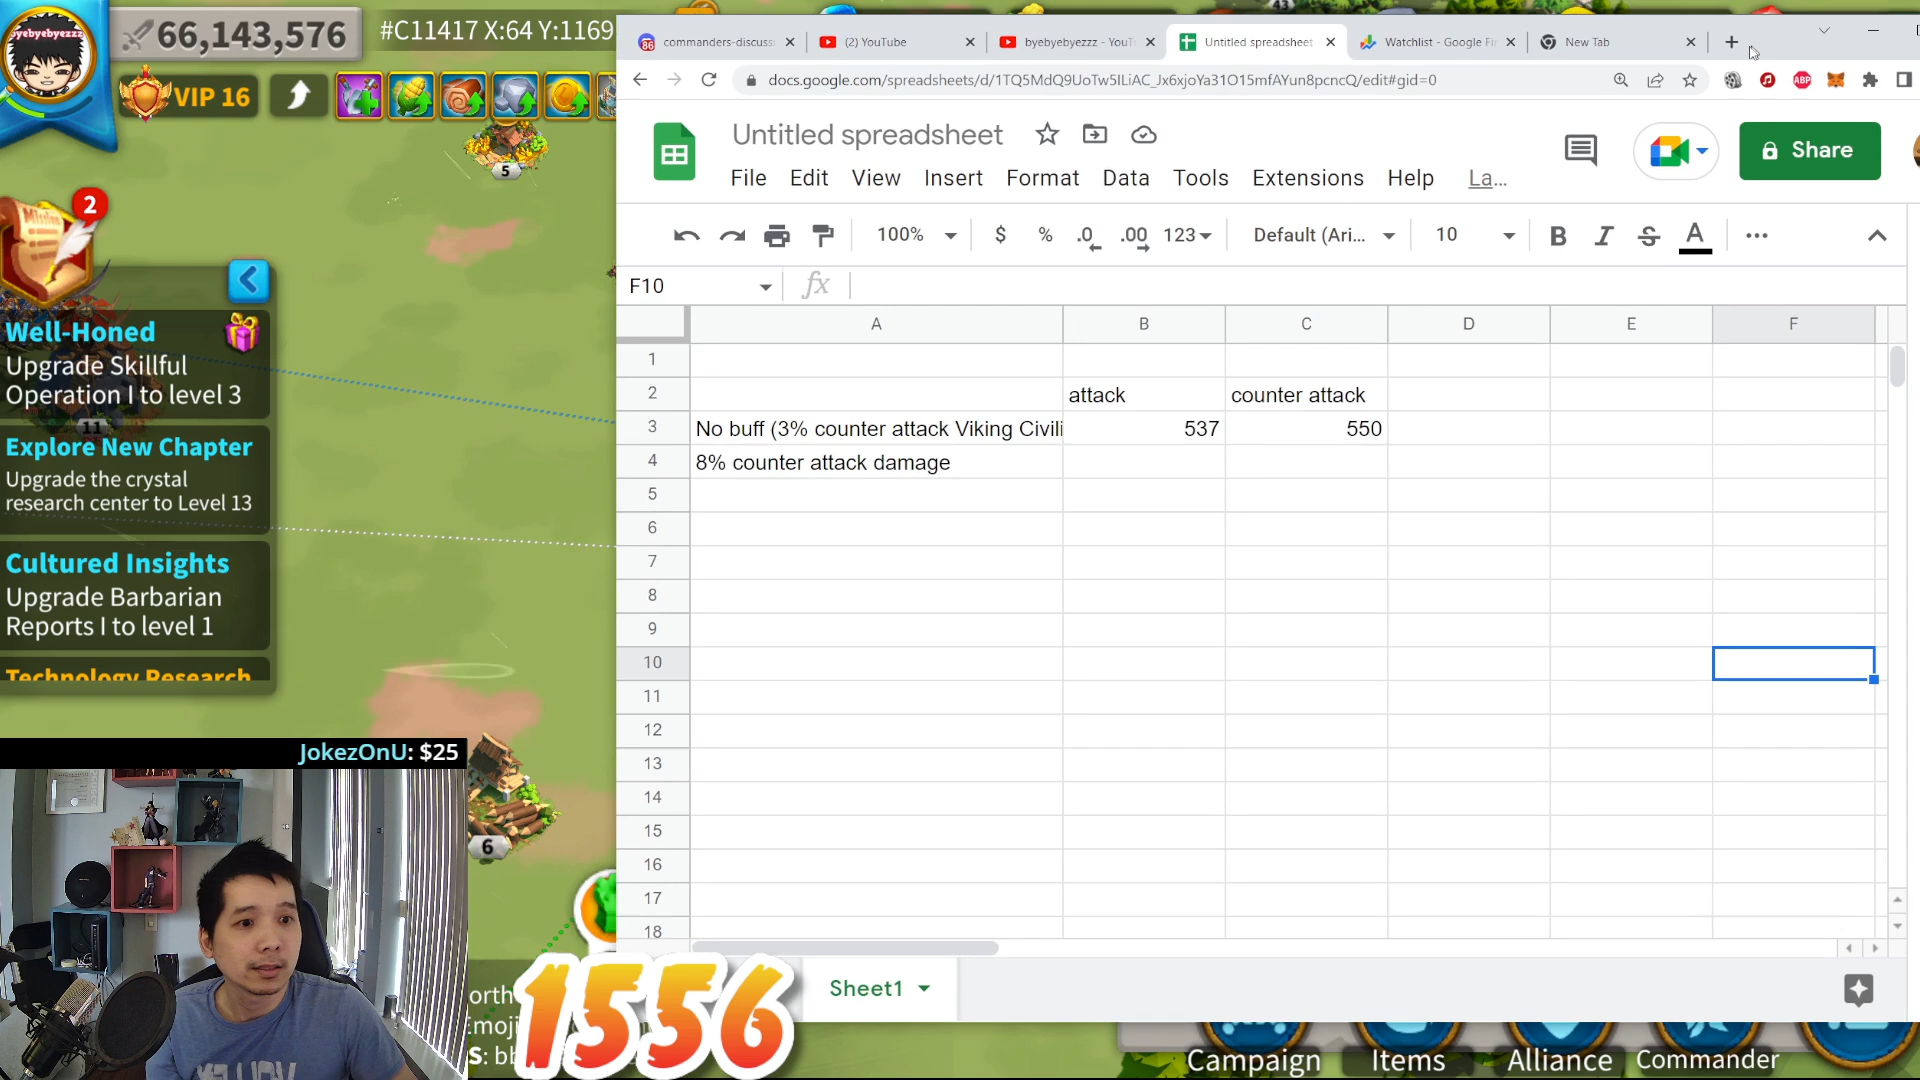 byebyebyezzz
66,143,576
#C11417 X:64 Y:1169
VIP 16
5
2
Well-Honed
Upgrade Skillful
Operation I to level 3
11
Explore New Chapter
Upgrade the crystal
research center to Level 13
Cultured Insights
Upgrade Barbarian
Reports I to level 1
Technology Research
JokezOnU: $25
6
1556
Campaign
Items
Alliance
Commander
86
commanders-discuss
(2) YouTube
byebyebyezzz - YouT
Untitled spreadsheet
Watchlist - Google Fi
New Tab
docs.google.com/spreadsheets/d/1TQ5MdQ9UoTw5ILiAC_Jx6xjoYa31O15mfAYun8pcncQ/edit#gid=0
ABP
Untitled spreadsheet
Share
File Edit View Insert Format Data Tools Extensions Help La...
100% $ % .0 .00 123 Default (Ari... 10 B I S A
F10 fx
A B C D E F
1
2 attack counter attack
3 No buff (3% counter attack Viking Civili 537 550
4 8% counter attack damage
5
6
7
8
9
10
11
12
13
14
15
16
17
18
Sheet1